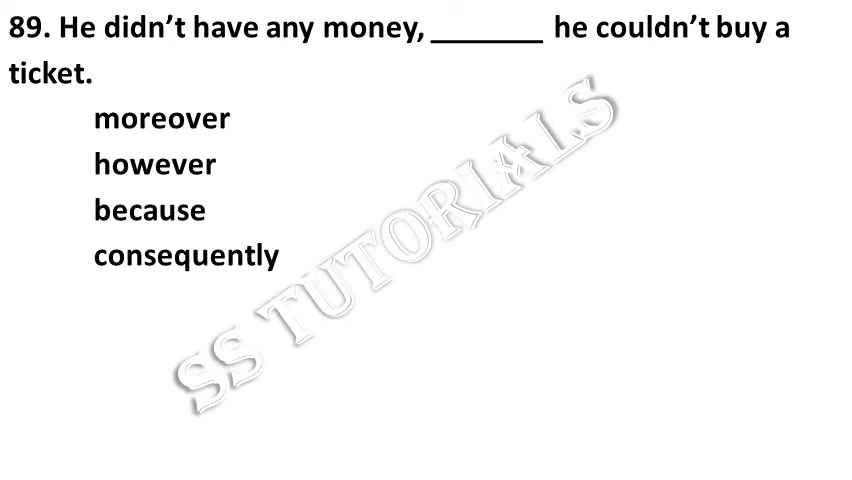 89. He didn’t have any money, _______ he couldn’t buy a
ticket.
moreover
however
because
consequently
SS TUTORIALS